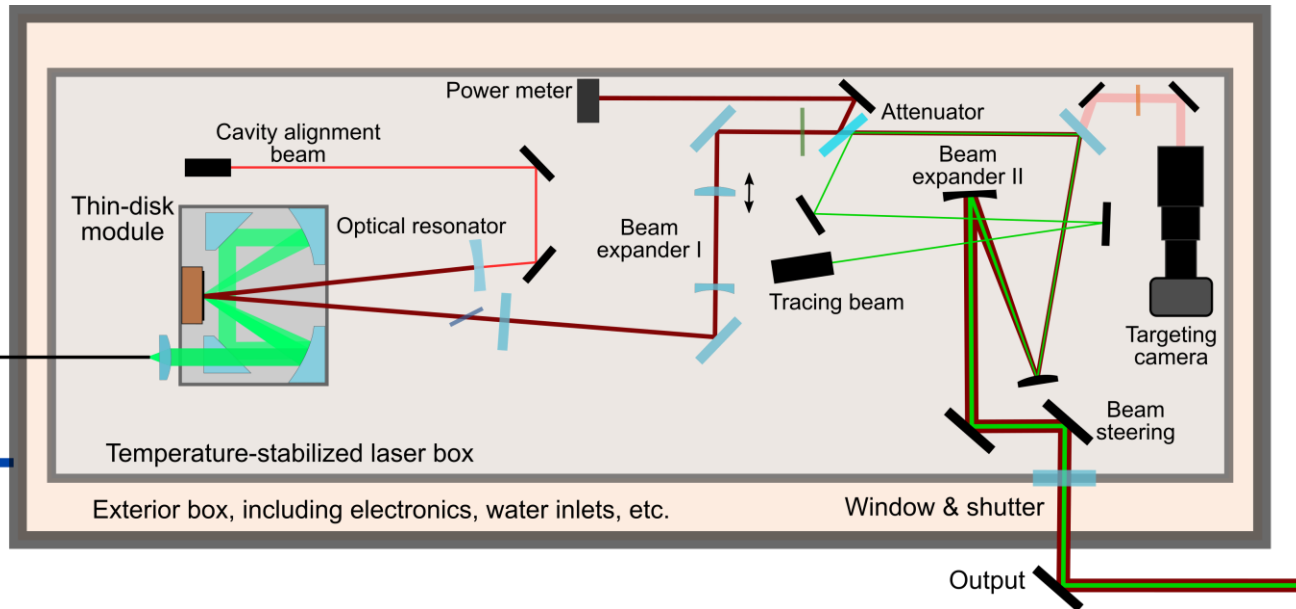 Power meter
Cavity alignment
beam
Attenuator
Beam
expander II
Thin-disk
module
Optical resonator
Beam
expander I
Tracing beam
Targeting
camera
Beam
steering
Temperature-stabilized laser box
Exterior box, including electronics, water inlets, etc.
Window & shutter
Output